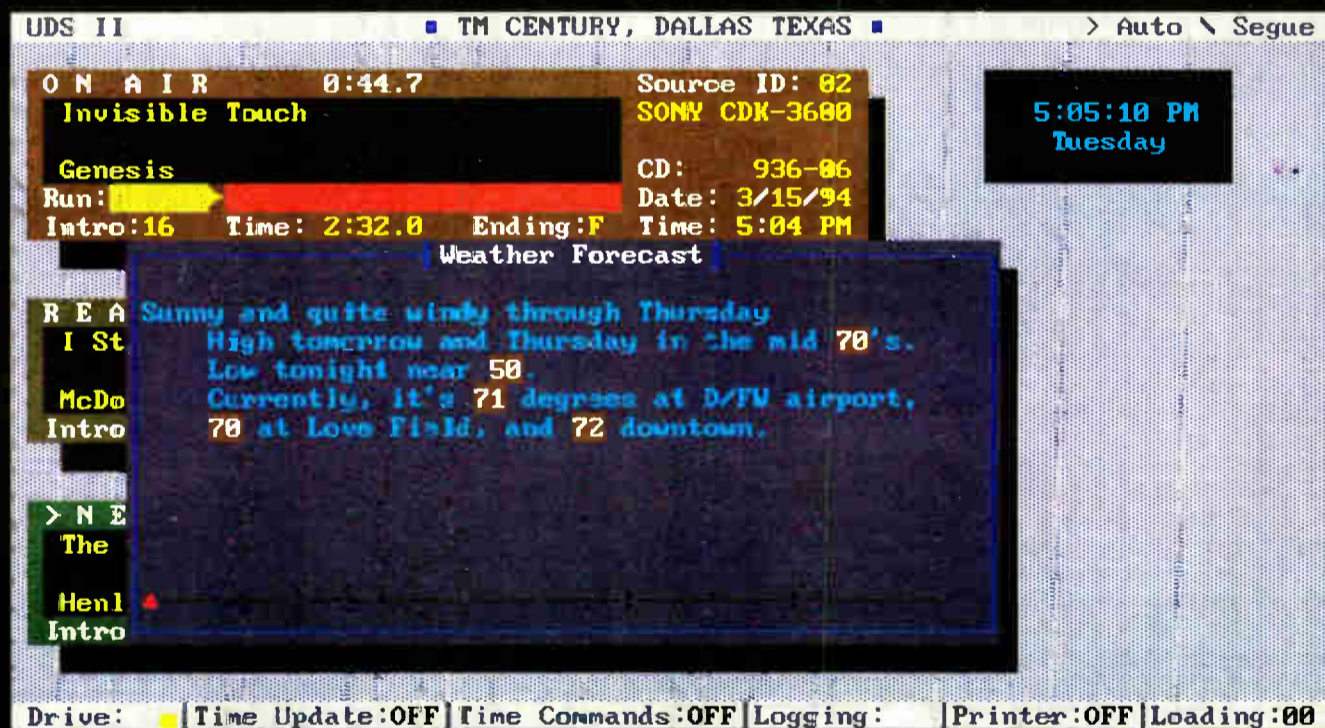 UDS II ▪ TM CENTURY, DALLAS TEXAS ▪ > Auto \ Segue
O N A I R 0:44.7 Source ID: 02
Invisible Touch SONY CDK-3600
5:05:10 PM
Tuesday
Genesis CD: 936-06
Run: Date: 3/15/94
Intro:16 Time: 2:32.0 Ending:F Time: 5:04 PM
Weather Forecast
R E A
I St
McDo
Intro
Sunny and quite windy through Thursday
High tomorrow and Thursday in the mid 70's.
Low tonight near 50.
Currently, it's 71 degrees at D/FW airport,
70 at Love Field, and 72 downtown.
> N E
The
Henl
Intro
Drive: |Time Update:OFF|Time Commands:OFF|Logging: |Printer:OFF|Loading:00